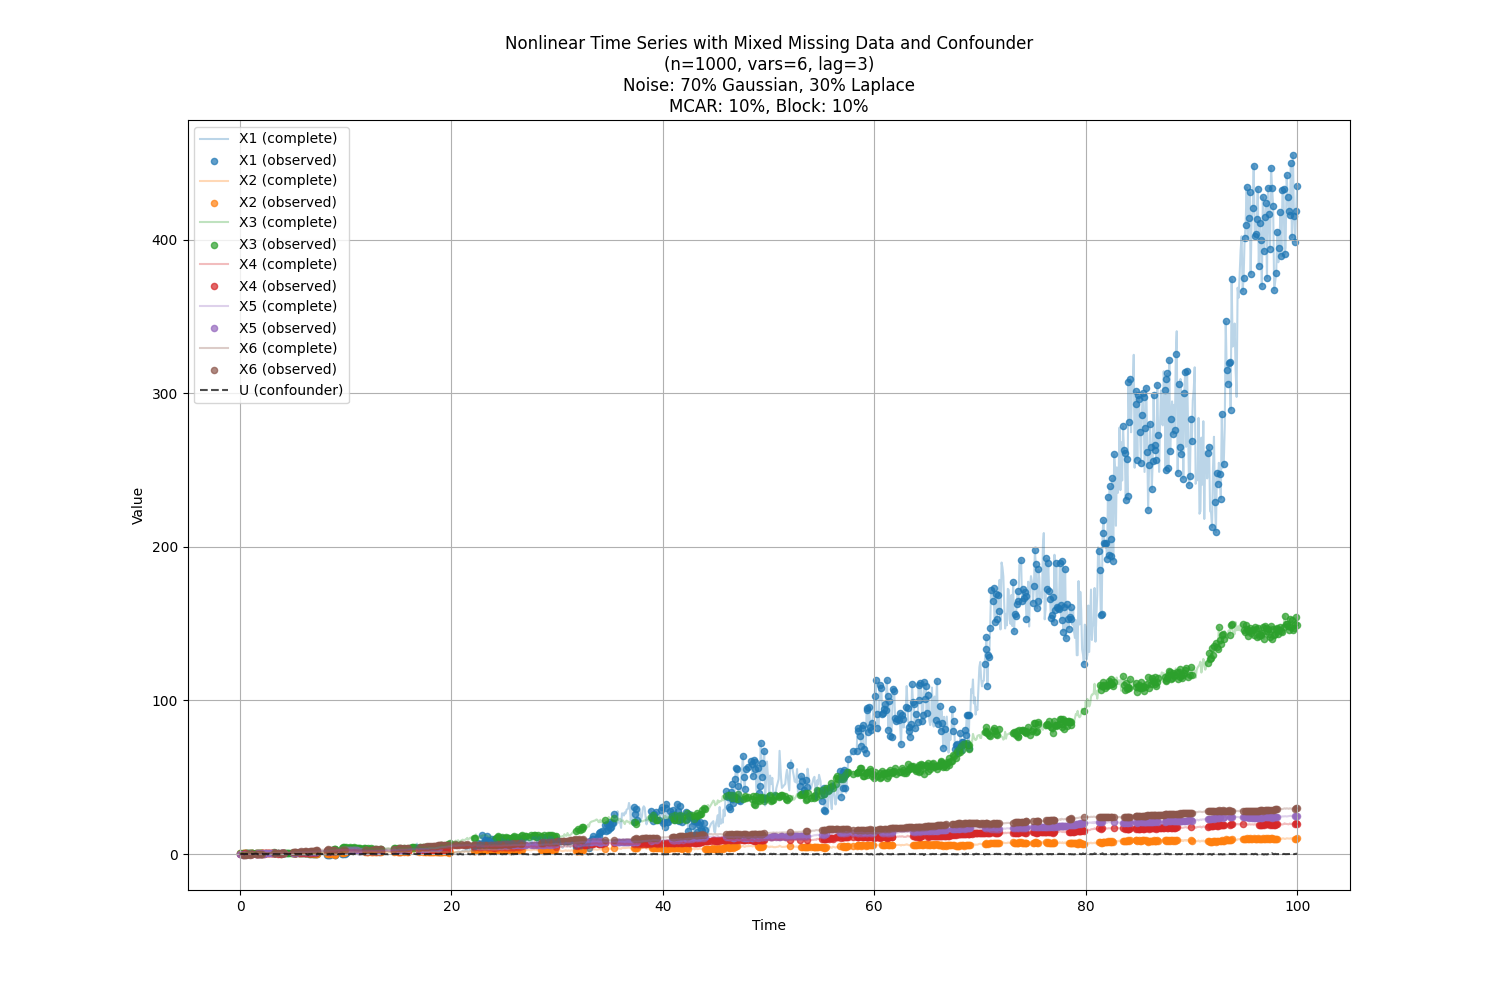 Nonlinear Time Series with Mixed Missing Data and Confounder
(n=1000, vars=6, lag=3)
Noise: 70% Gaussian, 30% Laplace
MCAR: 10%, Block: 10%
X1 (complete)
X1 (observed)
X2 (complete)
X2 (observed)
X3 (complete)
X3 (observed)
X4 (complete)
X4 (observed)
X5 (complete)
X5 (observed)
X6 (complete)
X6 (observed)
U (confounder)
400
300
200
100
0
Value
0 20 40 60 80 100
Time